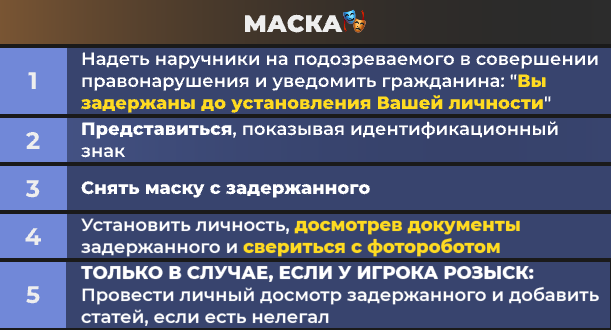 МАСКА🎭
1
Надеть наручники на подозреваемого в совершении
правонарушения и уведомить гражданина: "Вы
задержаны до установления Вашей личности"
2
Представиться, показывая идентификационный
знак
3
Снять маску с задержанного
4
Установить личность, досмотрев документы
задержанного и свериться с фотороботом
5
ТОЛЬКО В СЛУЧАЕ, ЕСЛИ У ИГРОКА РОЗЫСК:
Провести личный досмотр задержанного и добавить
статей, если есть нелегал